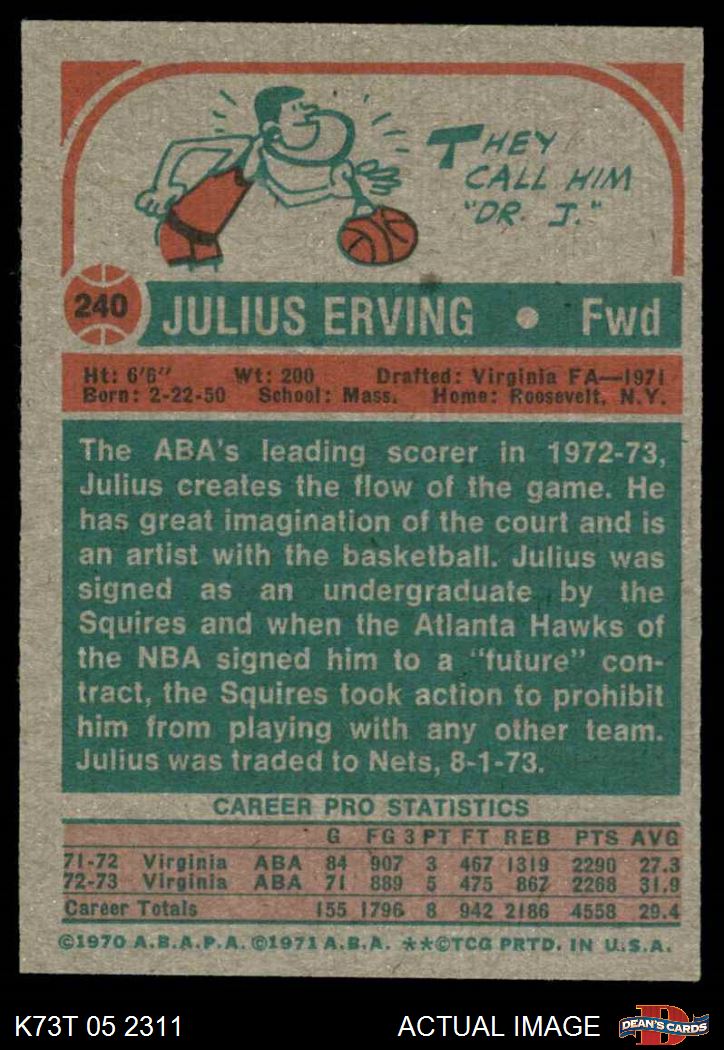 THEY
CALL HIM
"DR. J."
240
JULIUS ERVING • Fwd
Ht: 6'6" Wt: 200 Drafted: Virginia FA—1971
Born: 2-22-50 School: Mass. Home: Roosevelt, N.Y.
The ABA's leading scorer in 1972-73,
Julius creates the flow of the game. He
has great imagination of the court and is
an artist with the basketball. Julius was
signed as an undergraduate by the
Squires and when the Atlanta Hawks of
the NBA signed him to a "future" con-
tract, the Squires took action to prohibit
him from playing with any other team.
Julius was traded to Nets, 8-1-73.
CAREER PRO STATISTICS
G FG 3PT FT REB PTS AVG
71-72 Virginia ABA 84 907 3 467 1319 2290 27.3
72-73 Virginia ABA 71 889 5 475 867 2268 31.9
Career Totals 155 1796 8 942 2186 4558 29.4
©1970 A.B.A.P.A. ©1971 A.B.A. **©TCG PRTD. IN U.S.A.
K73T 05 2311 ACTUAL IMAGE
D
DEAN'S CARDS